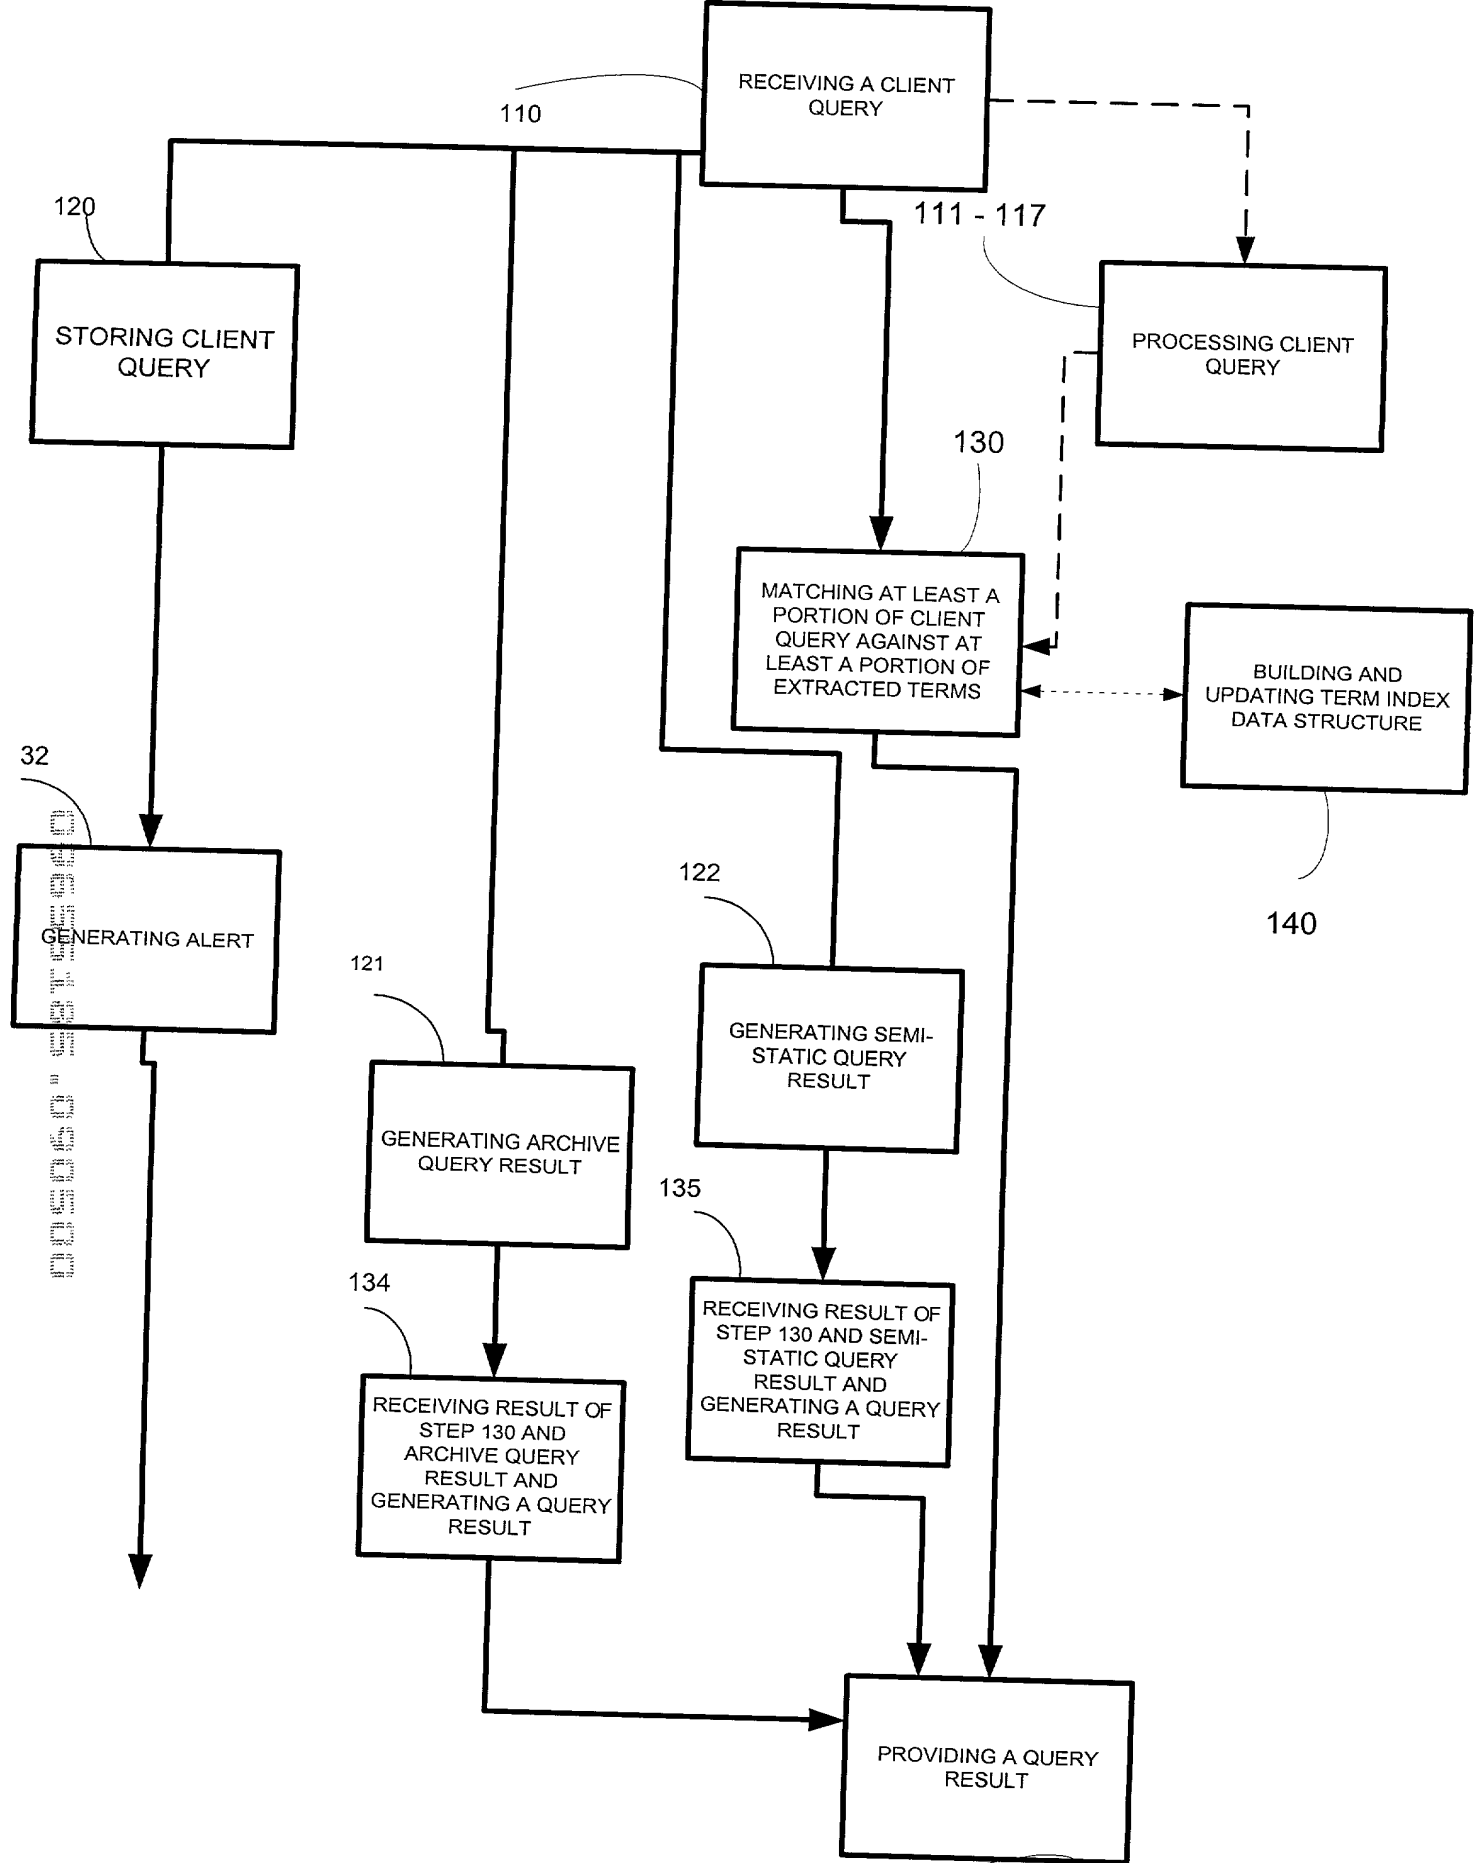 RECEIVING A CLIENT
QUERY
110
120
111 - 117
STORING CLIENT
QUERY
PROCESSING CLIENT
QUERY
130
MATCHING AT LEAST A
PORTION OF CLIENT
QUERY AGAINST AT
LEAST A PORTION OF
EXTRACTED TERMS
BUILDING AND
UPDATING TERM INDEX
DATA STRUCTURE
140
32
GENERATING ALERT
122
121
GENERATING SEMI-
STATIC QUERY
RESULT
GENERATING ARCHIVE
QUERY RESULT
135
134
RECEIVING RESULT OF
STEP 130 AND SEMI-
STATIC QUERY
RESULT AND
GENERATING A QUERY
RESULT
RECEIVING RESULT OF
STEP 130 AND
ARCHIVE QUERY
RESULT AND
GENERATING A QUERY
RESULT
PROVIDING A QUERY
RESULT